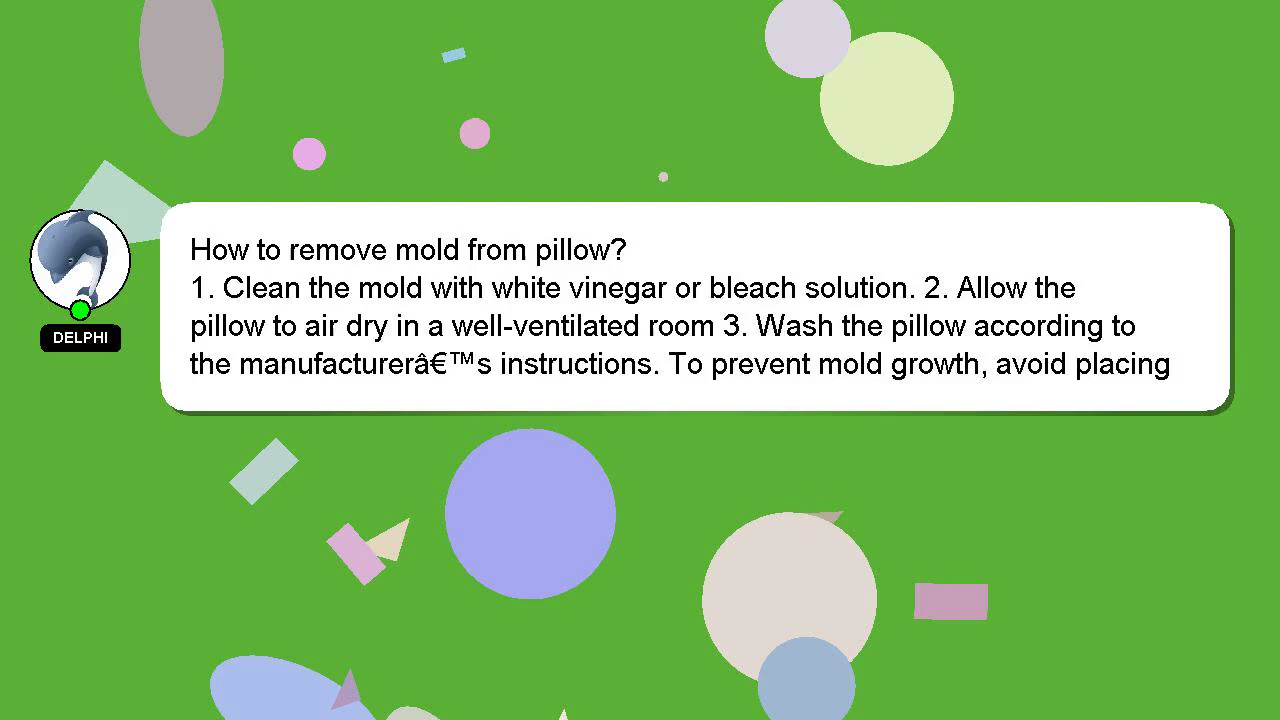 How to remove mold from pillow?
1. Clean the mold with white vinegar or bleach solution. 2. Allow the
pillow to air dry in a well-ventilated room 3. Wash the pillow according to
the manufacturerâ€™s instructions. To prevent mold growth, avoid placing
DELPHI